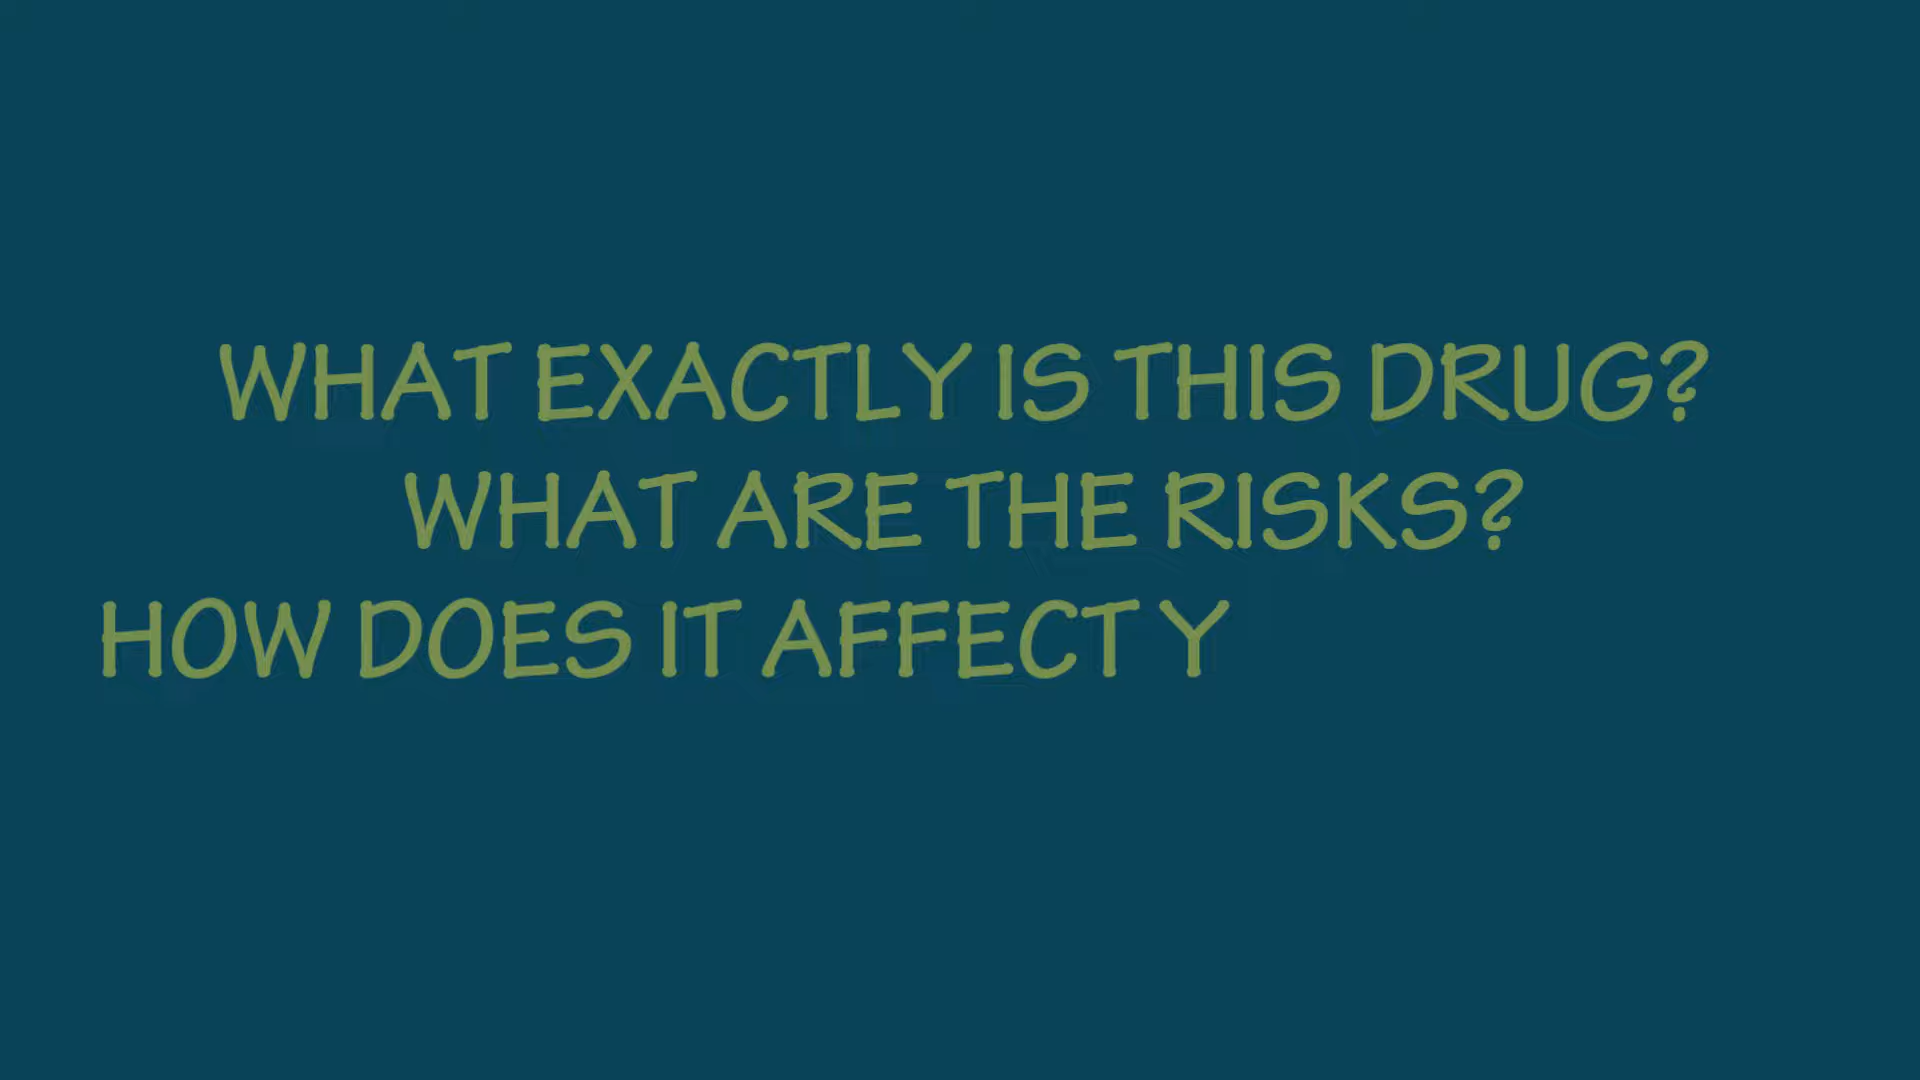 WHAT EXACTLY IS THIS DRUG?
WHAT ARE THE RISKS?
HOW DOES IT AFFECT Y